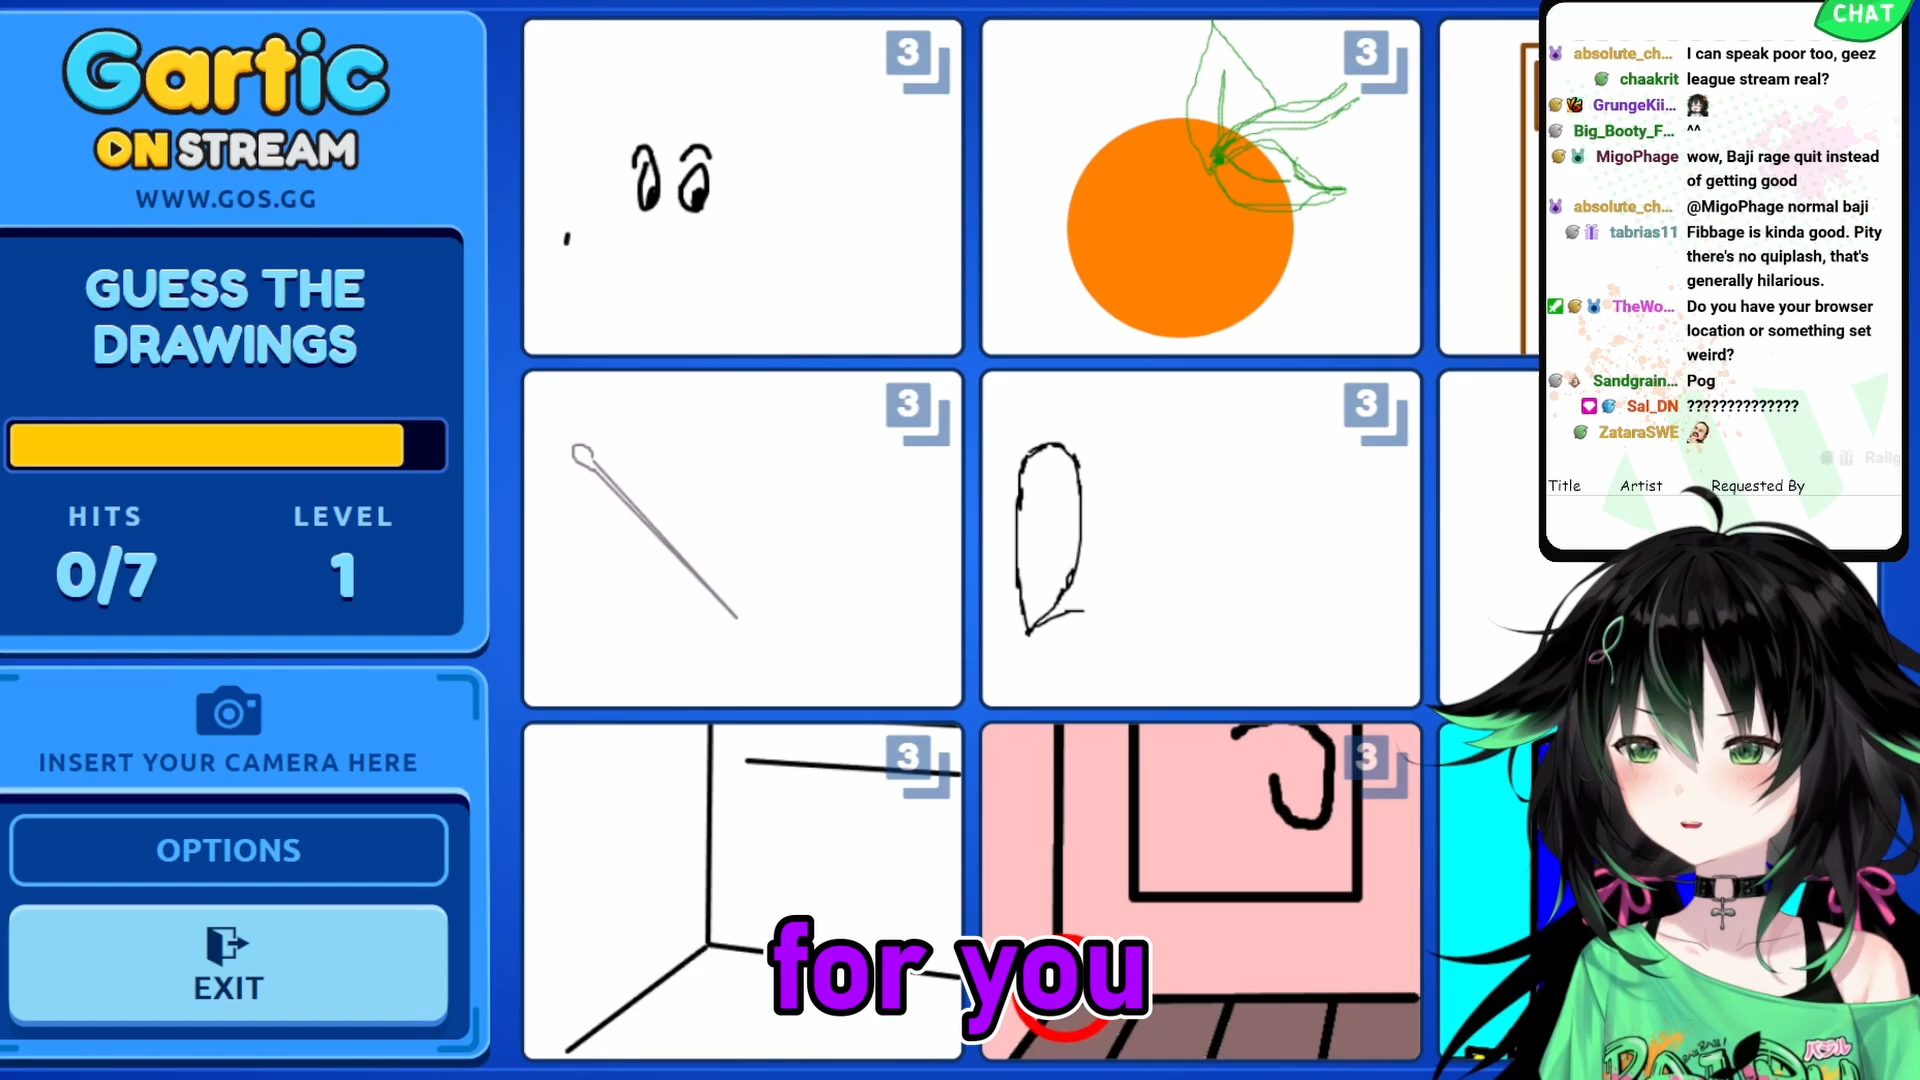 Gartic
ON STREAM
WWW.GOS.GG
GUESS THE
DRAWINGS
HITS
LEVEL
0/7
1
INSERT YOUR CAMERA HERE
OPTIONS
EXIT
3
3
3
3
3
3
for you
CHAT
absolute_ch... I can speak poor too, geez
chaakrit league stream real?
GrungeKii...
Big_Booty_F... ^^
MigoPhage wow, Baji rage quit instead
of getting good
absolute_ch... @MigoPhage normal baji
tabrias11 Fibbage is kinda good. Pity
there's no quiplash, that's
generally hilarious.
TheWo... Do you have your browser
location or something set
weird?
Sandgrain... Pog
Sal_DN ??????????????
ZataraSWE
Railg
Title Artist Requested By